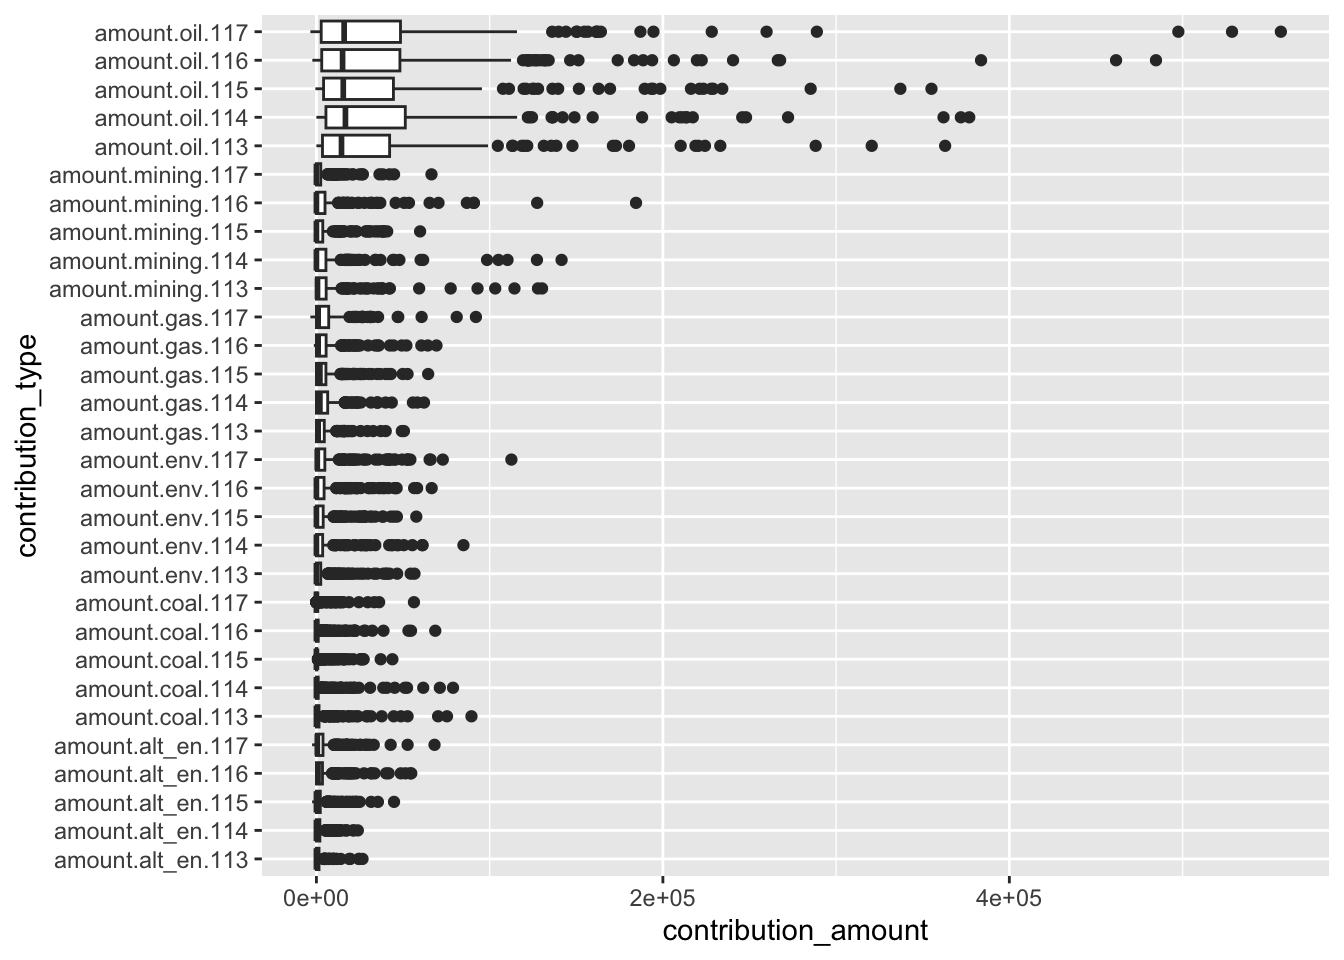 amount.oil.117
amount.oil.116
amount.oil.115
amount.oil.114
amount.oil.113
amount.mining.117
amount.mining.116
amount.mining.115
amount.mining.114
amount.mining.113
amount.gas.117
amount.gas.116
amount.gas.115
amount.gas.114
amount.gas.113
amount.env.117
amount.env.116
amount.env.115
amount.env.114
amount.env.113
amount.coal.117
amount.coal.116
amount.coal.115
amount.coal.114
amount.coal.113
amount.alt_en.117
amount.alt_en.116
amount.alt_en.115
amount.alt_en.114
amount.alt_en.113
contribution_type
0e+00 2e+05 4e+05
contribution_amount